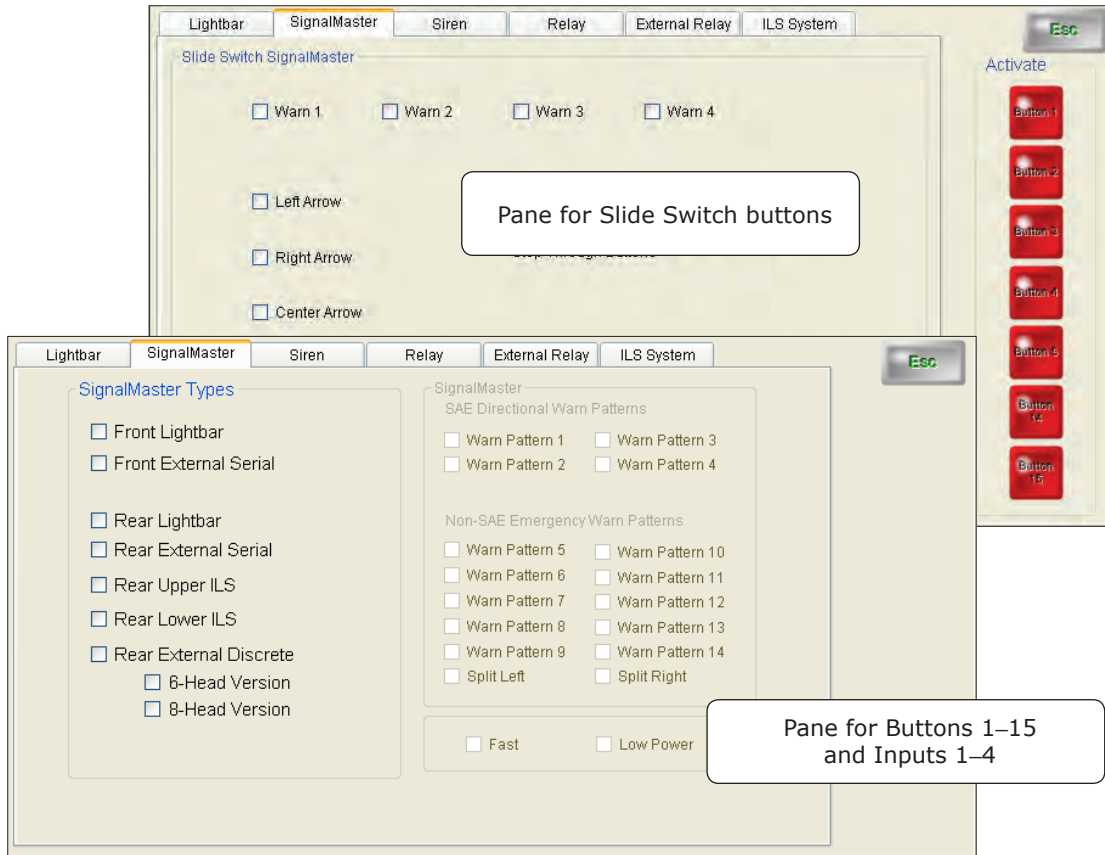 Lightbar SignalMaster Siren Relay External Relay ILS System
Esc
Slide Switch SignalMaster
Activate
Warn 1 Warn 2 Warn 3 Warn 4
Left Arrow
Right Arrow
Center Arrow
Pane for Slide Switch buttons
Button 1
Button 2
Button 3
Button 4
Button 5
Button
14
Button
15
Lightbar SignalMaster Siren Relay External Relay ILS System
Esc
SignalMaster Types
Front Lightbar
Front External Serial
Rear Lightbar
Rear External Serial
Rear Upper ILS
Rear Lower ILS
Rear External Discrete
6-Head Version
8-Head Version
SignalMaster
SAE Directional Warn Patterns
Warn Pattern 1 Warn Pattern 3
Warn Pattern 2 Warn Pattern 4
Non-SAE Emergency Warn Patterns
Warn Pattern 5 Warn Pattern 10
Warn Pattern 6 Warn Pattern 11
Warn Pattern 7 Warn Pattern 12
Warn Pattern 8 Warn Pattern 13
Warn Pattern 9 Warn Pattern 14
Split Left Split Right
Fast Low Power
Pane for Buttons 1–15
and Inputs 1–4